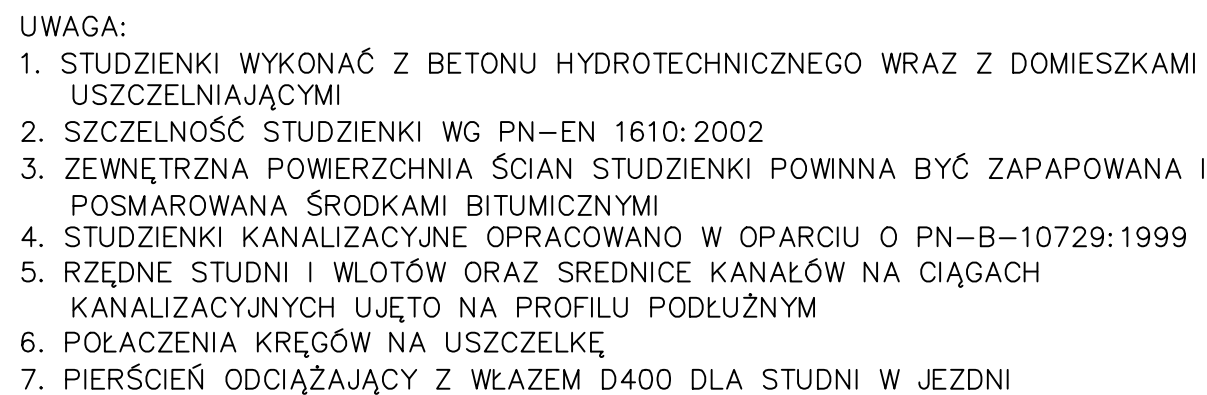 UWAGA:
1. STUDZIENKI WYKONAĆ Z BETONU HYDROTECHNICZNEGO WRAZ Z DOMIESZKAMI
USZCZELNIAJĄCYMI
2. SZCZELNOŚĆ STUDZIENKI WG PN-EN 1610:2002
3. ZEWNĘTRZNA POWIERZCHNIA ŚCIAN STUDZIENKI POWINNA BYĆ ZAPAPOWANA I
POSMAROWANA ŚRODKAMI BITUMICZNYMI
4. STUDZIENKI KANALIZACYJNE OPRACOWANO W OPARCIU O PN-B-10729:1999
5. RZĘDNE STUDNI I WLOTÓW ORAZ SREDNICE KANAŁÓW NA CIĄGACH
KANALIZACYJNYCH UJĘTO NA PROFILU PODŁUŻNYM
6. POŁACZENIA KRĘGÓW NA USZCZELKĘ
7. PIERŚCIEŃ ODCIĄŻAJĄCY Z WŁAZEM D400 DLA STUDNI W JEZDNI